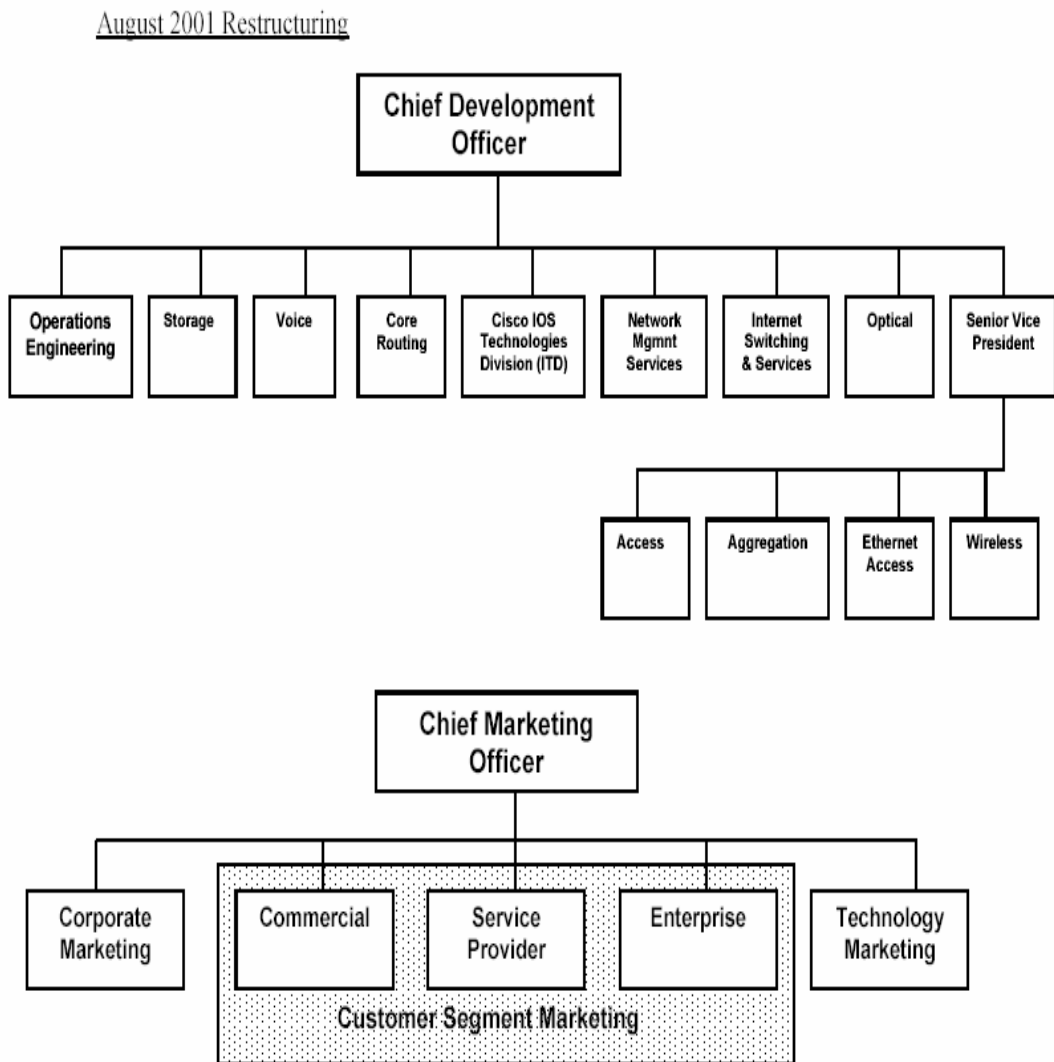 August 2001 Restructuring
Chief Development
Officer
Operations
Engineering
Storage
Voice
Core
Routing
Cisco IOS
Technologies
Division (ITD)
Network
Mgmnt
Services
Internet
Switching
& Services
Optical
Senior Vice
President
Access
Aggregation
Ethernet
Access
Wireless
Chief Marketing
Officer
Corporate
Marketing
Commercial
Service
Provider
Enterprise
Technology
Marketing
Customer Segment Marketing